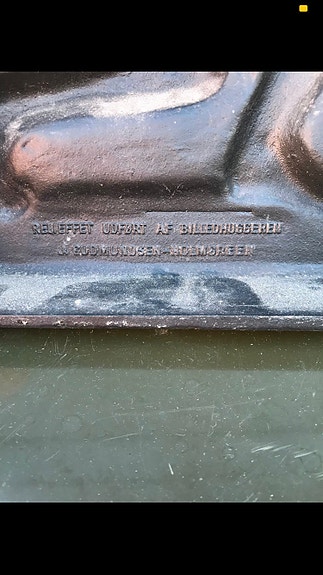 RELIEFFET UDFØRT AF BILLEDHUGGEREN
J. GUDMUNDSEN-HOLMGREEN